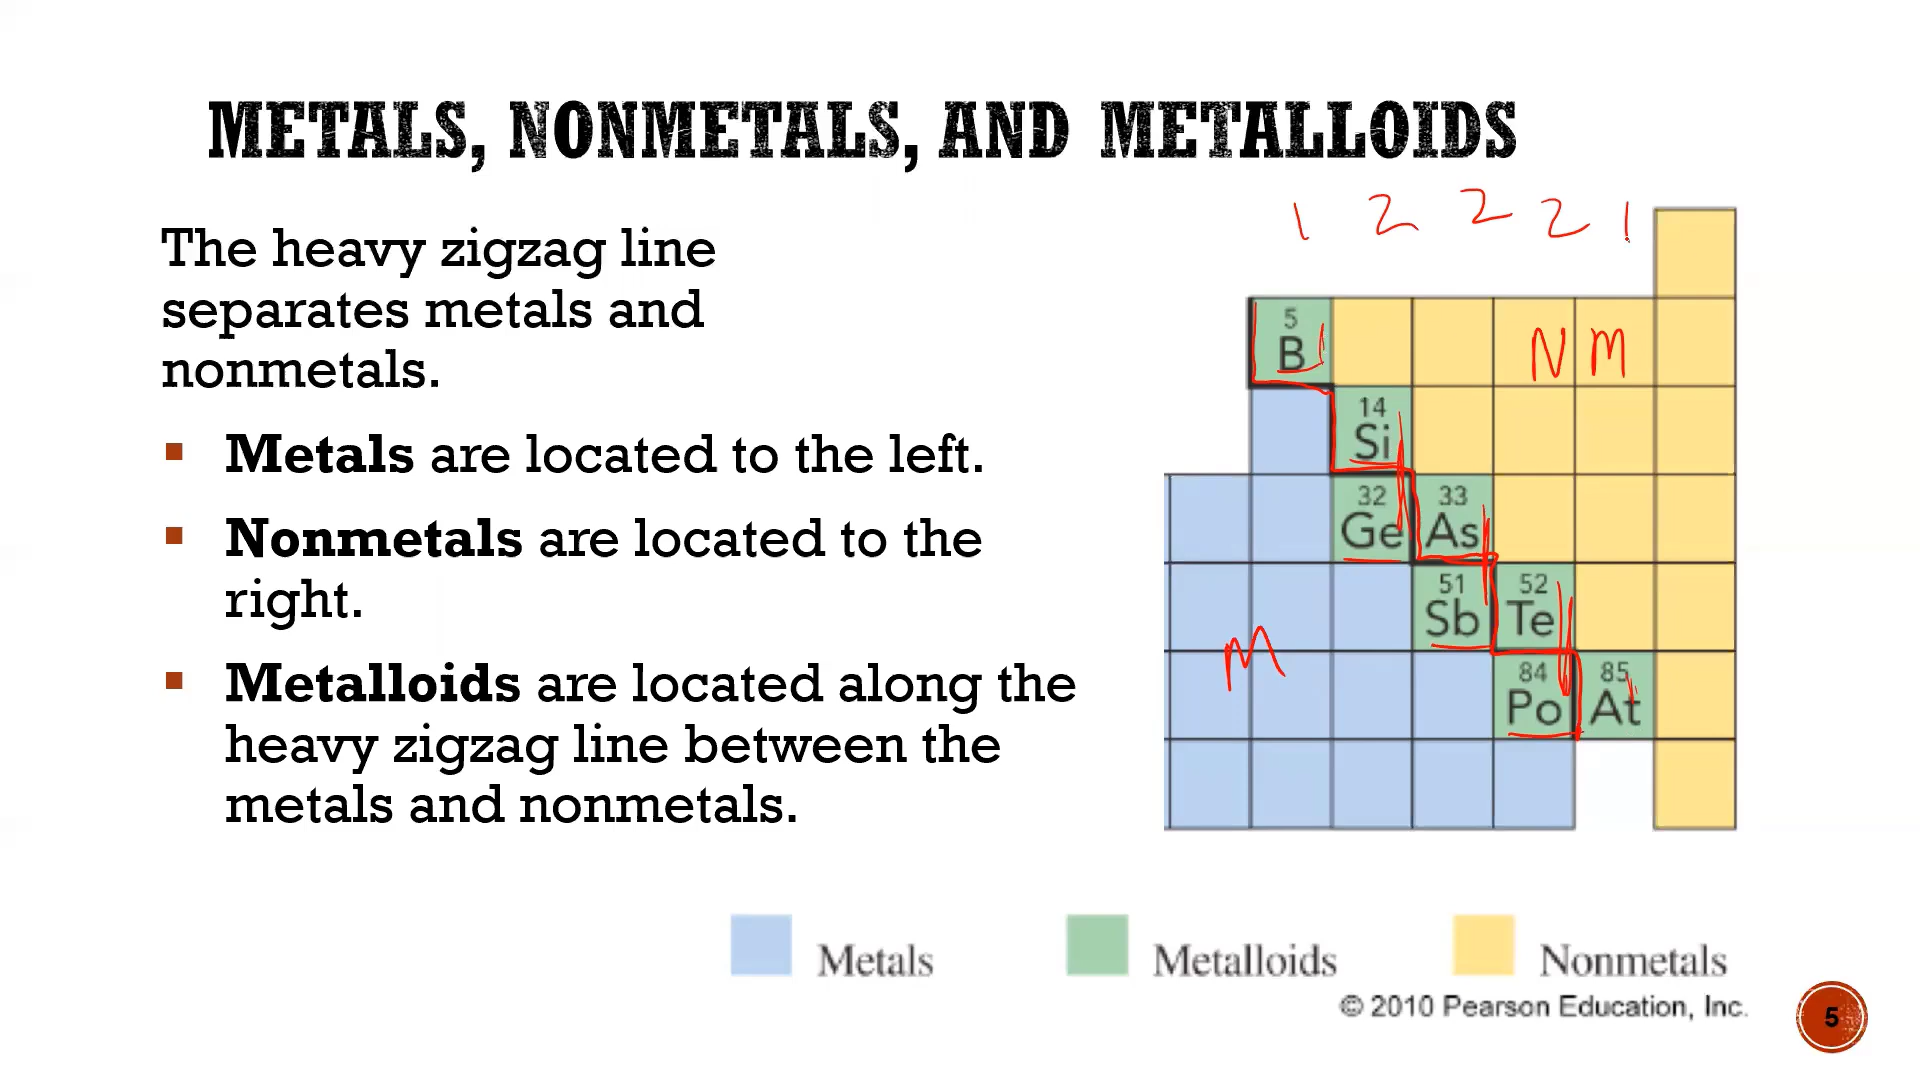 METALS, NONMETALS, AND METALLOIDS
The heavy zigzag line
separates metals and
nonmetals.
▪ Metals are located to the left.
▪ Nonmetals are located to the
right.
▪ Metalloids are located along the
heavy zigzag line between the
metals and nonmetals.
1 2 2 2 1
5
B
N M
14
Si
32 33
Ge As
51 52
Sb Te
M
84 85
Po At
Metals Metalloids Nonmetals
© 2010 Pearson Education, Inc.
5